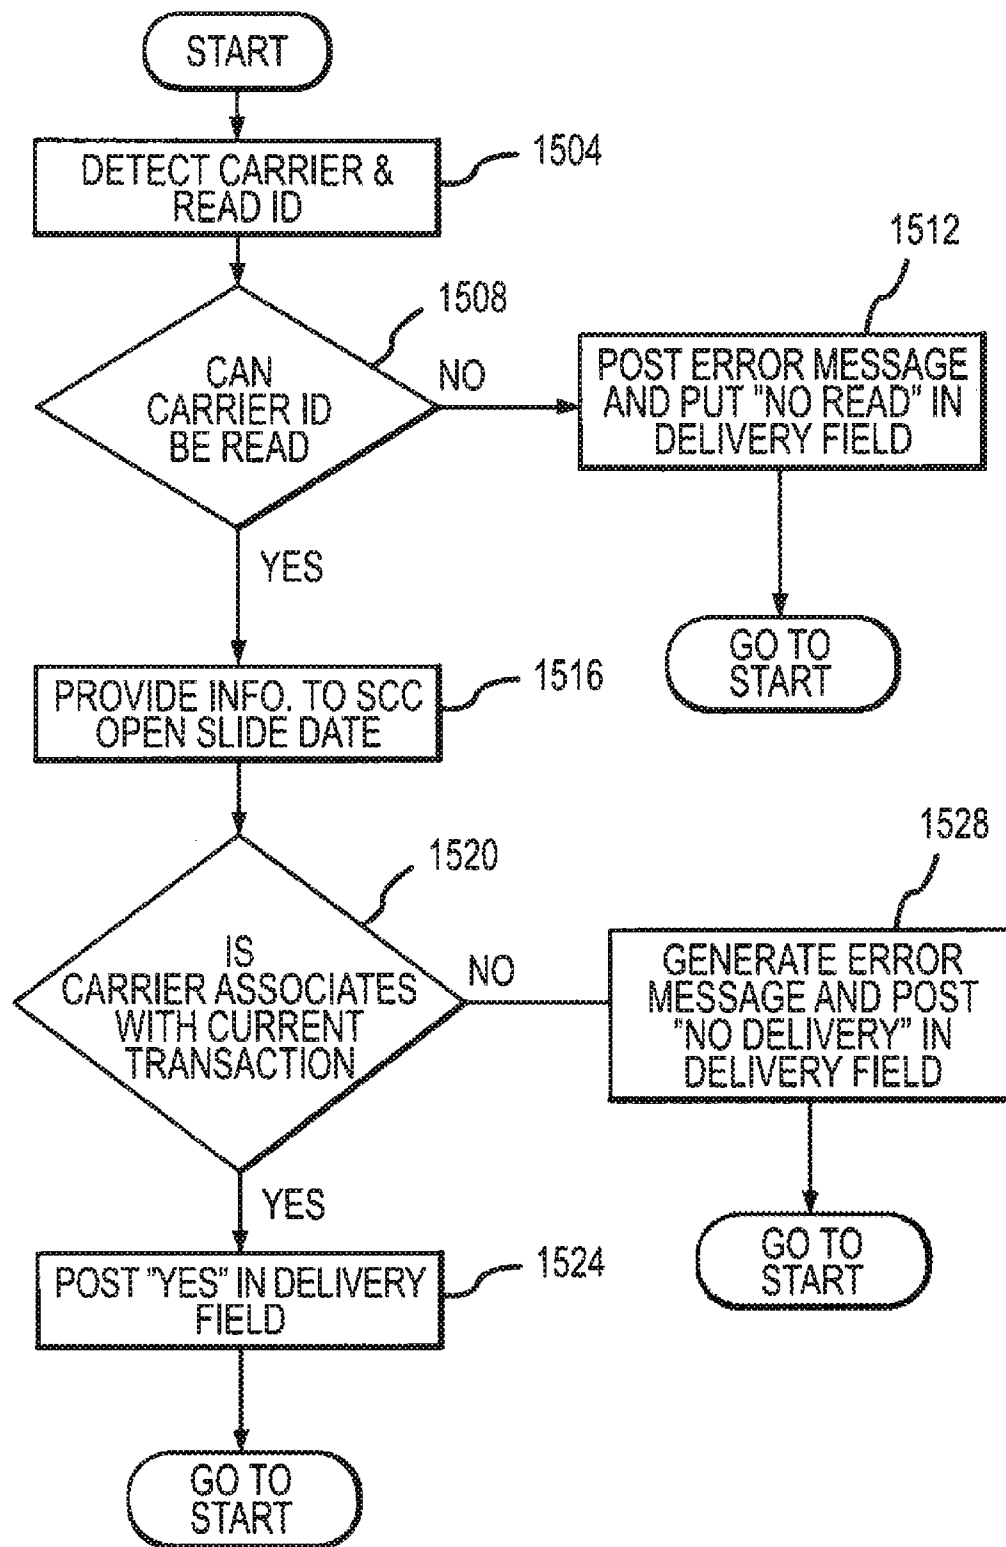 START
DETECT CARRIER &
READ ID
1504
CAN
CARRIER ID
BE READ
1508
NO
1512
POST ERROR MESSAGE
AND PUT "NO READ" IN
DELIVERY FIELD
GO TO
START
YES
PROVIDE INFO. TO SCC
OPEN SLIDE DATE
1516
IS
CARRIER ASSOCIATES
WITH CURRENT
TRANSACTION
1520
NO
1528
GENERATE ERROR
MESSAGE AND POST
"NO DELIVERY" IN
DELIVERY FIELD
GO TO
START
YES
POST "YES" IN DELIVERY
FIELD
1524
GO TO
START